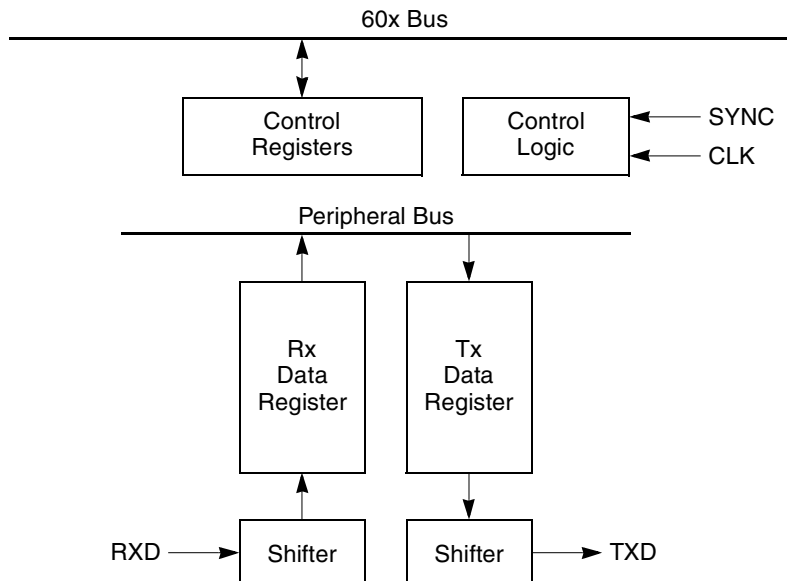 60x Bus
Control
Registers
Control
Logic
SYNC
CLK
Peripheral Bus
Rx
Data
Register
Tx
Data
Register
RXD
Shifter
Shifter
TXD